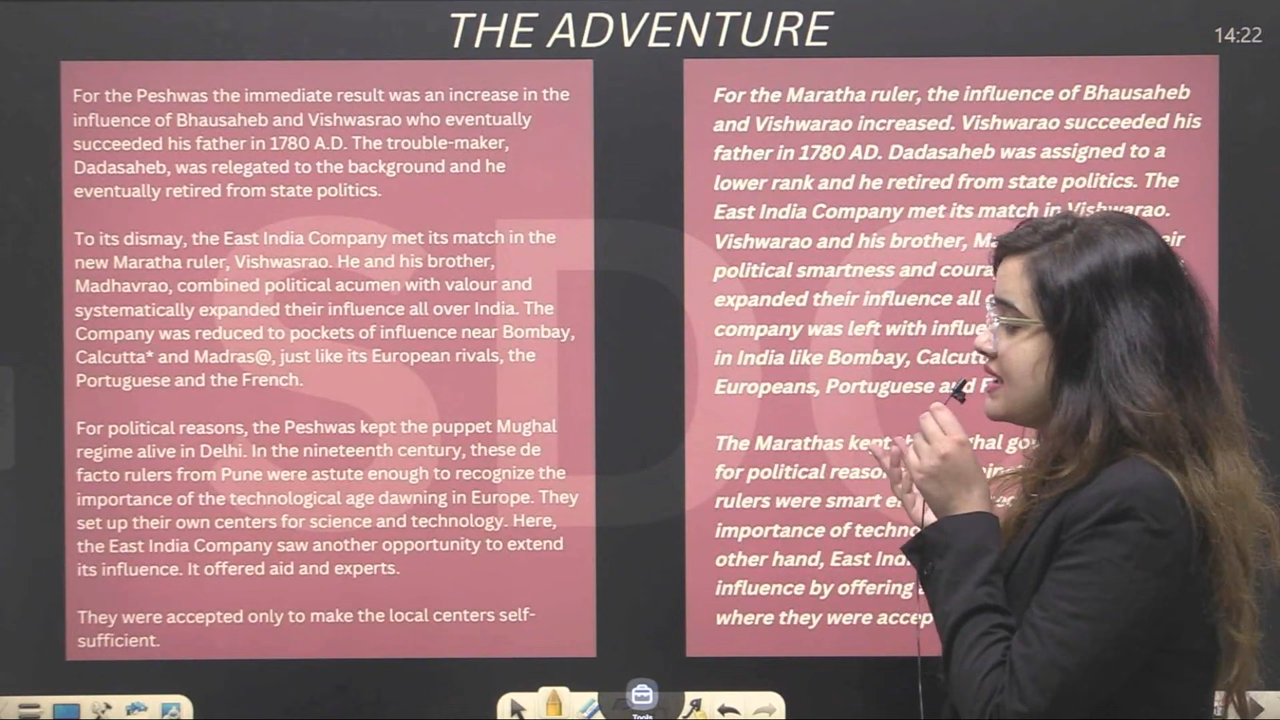 THE ADVENTURE
14:22
For the Peshwas the immediate result was an increase in the
influence of Bhausaheb and Vishwasrao who eventually
succeeded his father in 1780 A.D. The trouble-maker,
Dadasaheb, was relegated to the background and he
eventually retired from state politics.
To its dismay, the East India Company met its match in the
new Maratha ruler, Vishwasrao. He and his brother,
Madhavrao, combined political acumen with valour and
systematically expanded their influence all over India. The
Company was reduced to pockets of influence near Bombay,
Calcutta* and Madras@, just like its European rivals, the
Portuguese and the French.
For political reasons, the Peshwas kept the puppet Mughal
regime alive in Delhi. In the nineteenth century, these de
facto rulers from Pune were astute enough to recognize the
importance of the technological age dawning in Europe. They
set up their own centers for science and technology. Here,
the East India Company saw another opportunity to extend
its influence. It offered aid and experts.
They were accepted only to make the local centers self-
sufficient.
For the Maratha ruler, the influence of Bhausaheb
and Vishwarao increased. Vishwarao succeeded his
father in 1780 AD. Dadasaheb was assigned to a
lower rank and he retired from state politics. The
East India Company met its match in Vishwarao.
Vishwarao and his brother,
political smartness and
expanded their influence all
company was left with
in India like Bombay,
Europeans, Portuguese and
The Marathas kept
for political
rulers were smart
importance of
other hand, East
influence by offering
where they were
Tools